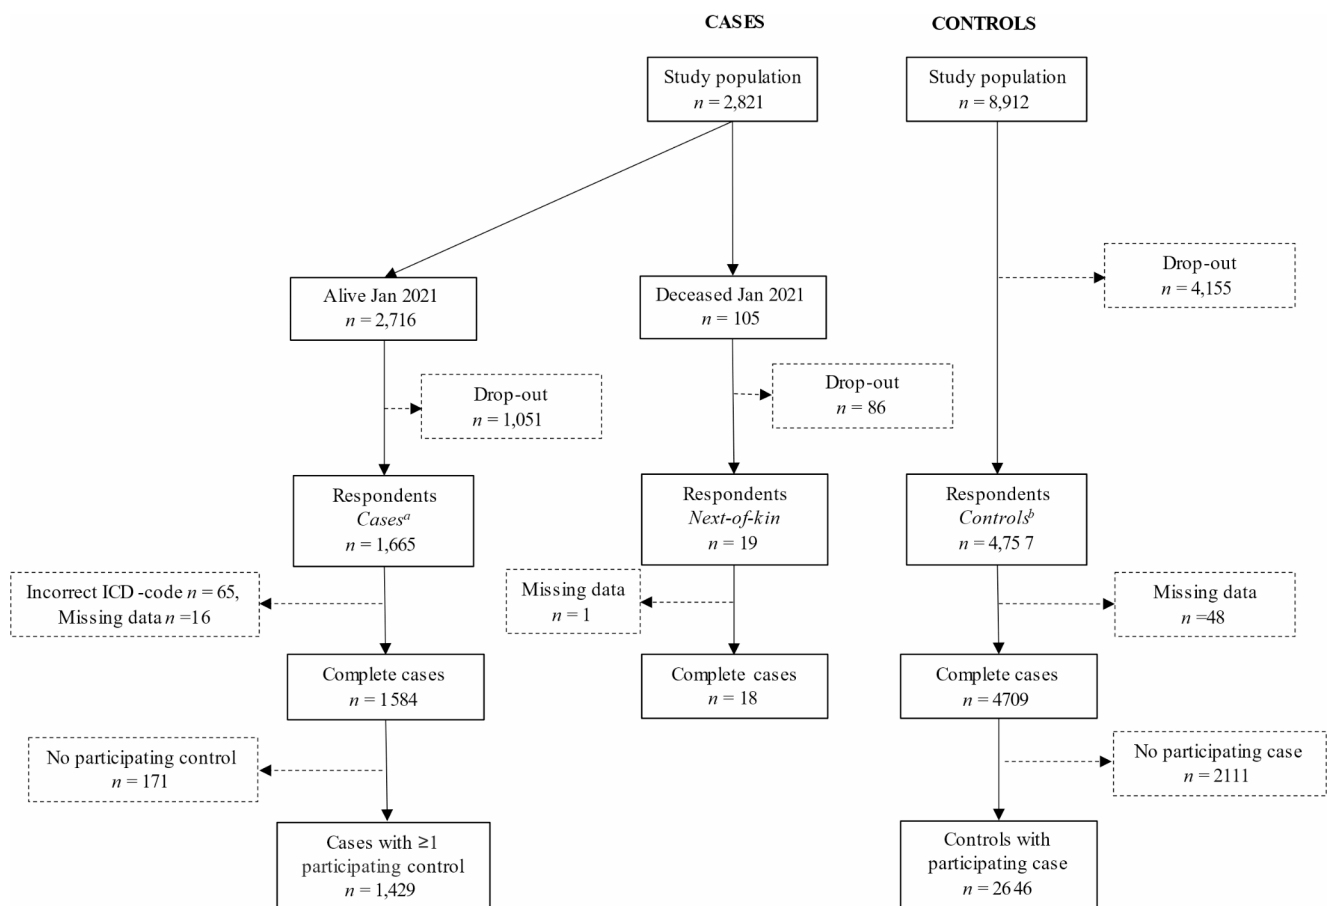 CASES
CONTROLS
Study population
n = 2,821
Study population
n = 8,912
Drop-out
n = 4,155
Alive Jan 2021
n = 2,716
Deceased Jan 2021
n = 105
Drop-out
n = 1,051
Drop-out
n = 86
Respondents
Cases^a
n = 1,665
Respondents
Next-of-kin
n = 19
Respondents
Controls^b
n = 4,75 7
Incorrect ICD -code n = 65,
Missing data n =16
Missing data
n = 1
Missing data
n =48
Complete cases
n = 1584
Complete cases
n = 18
Complete cases
n = 4709
No participating control
n = 171
No participating case
n = 2111
Cases with ≥1
participating control
n = 1,429
Controls with
participating case
n = 2646